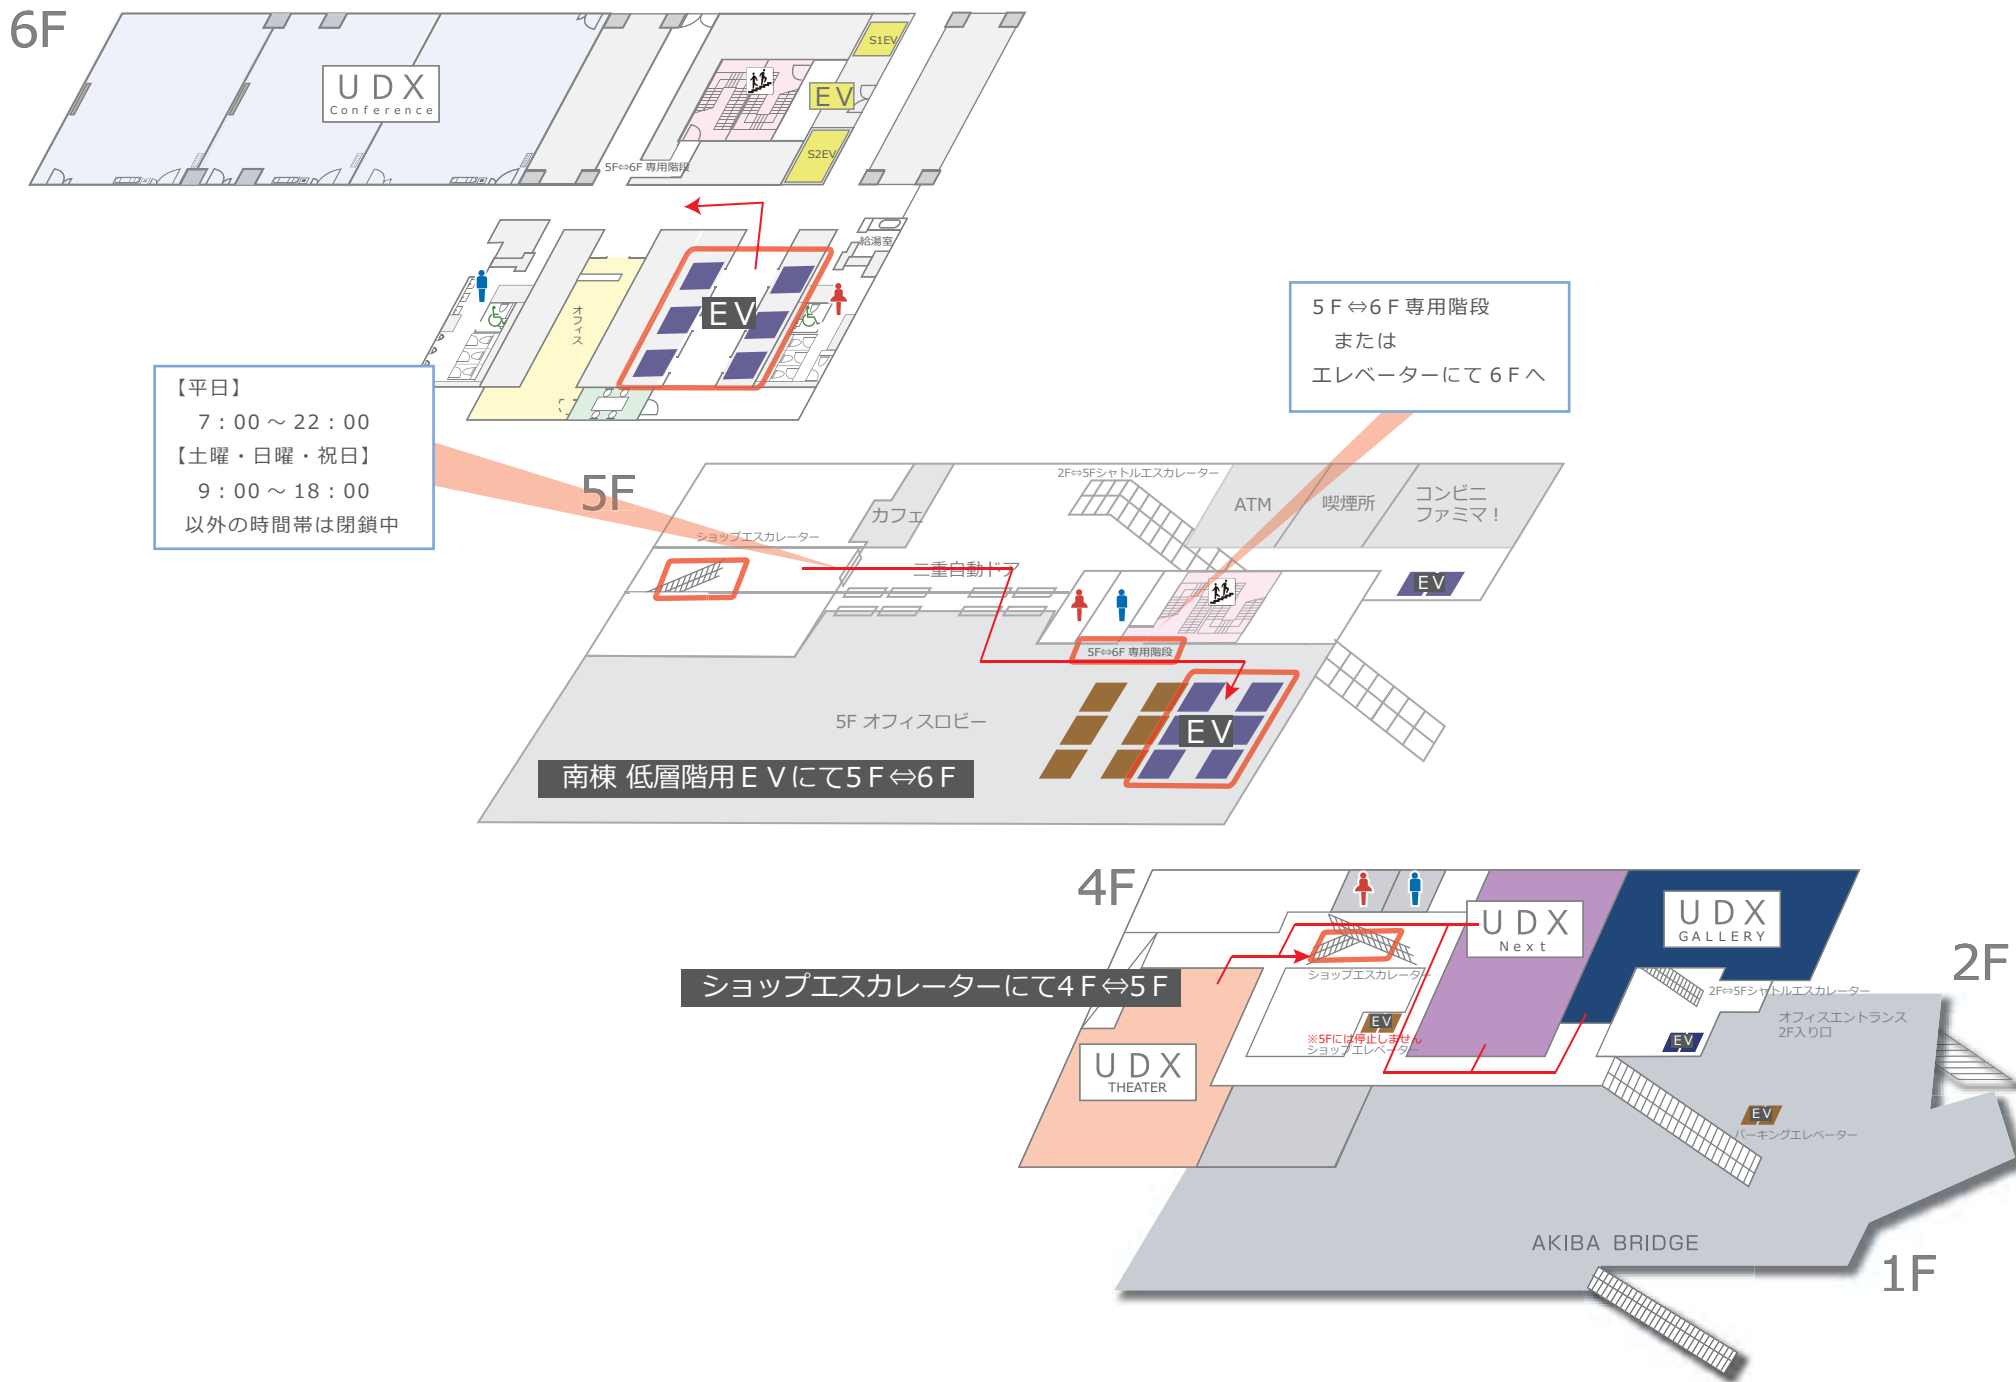 6F
UDX
Conference
S1EV
EV
S2EV
5F⇔6F 専用階段
給湯室
オフィス
EV
【平日】
7：00 ～ 22：00
【土曜・日曜・祝日】
9：00 ～ 18：00
以外の時間帯は閉鎖中
5F⇔6F専用階段
または
エレベーターにて6Fへ
5F
2F⇔5Fシャトルエスカレーター
ATM
喫煙所
コンビニ
ファミマ！
カフェ
ショップエスカレーター
二重自動ドア
EV
5F⇔6F 専用階段
5F オフィスロビー
EV
南棟 低層階用EVにて5F⇔6F
4F
UDX
Next
UDX
GALLERY
2F
ショップエスカレーターにて4F⇔5F
ショップエスカレーター
2F⇔5Fシャトルエスカレーター
オフィスエントランス
2F入り口
EV
※5Fには停止しません
ショップエレベーター
EV
UDX
THEATER
EV
パーキングエレベーター
AKIBA BRIDGE
1F